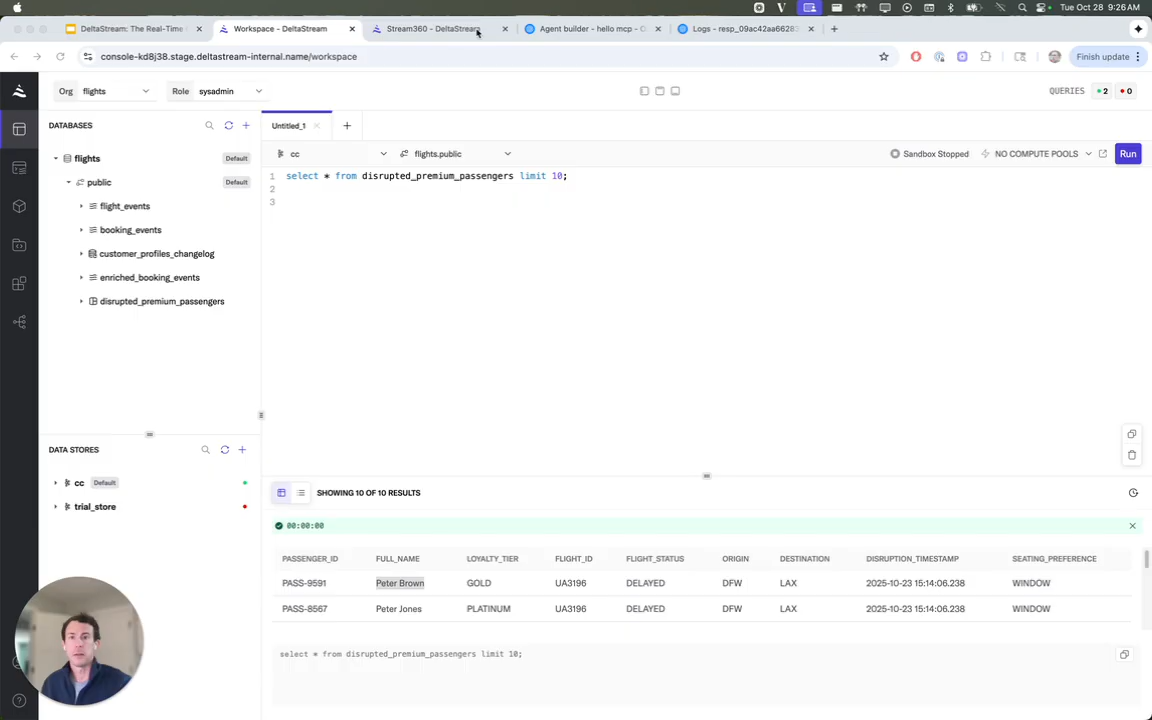 Tue Oct 28 9:26 AM
DeltaStream: The Real-Time
Workspace - DeltaStream
Stream360 - DeltaStream
Agent builder - hello mcp - O
Logs - resp_09ac42aa6628
console-kd8j38.stage.deltastream-internal.name/workspace
Finish update
Org flights
Role sysadmin
QUERIES 2 0
DATABASES
Untitled_1
flights Default
public Default
flight_events
booking_events
customer_profiles_changelog
enriched_booking_events
disrupted_premium_passengers
cc
flights.public
Sandbox Stopped
NO COMPUTE POOLS
Run
1 select * from disrupted_premium_passengers limit 10;
2
3
DATA STORES
cc Default
trial_store
SHOWING 10 OF 10 RESULTS
00:00:00
PASSENGER_ID FULL_NAME LOYALTY_TIER FLIGHT_ID FLIGHT_STATUS ORIGIN DESTINATION DISRUPTION_TIMESTAMP SEATING_PREFERENCE
PASS-9591 Peter Brown GOLD UA3196 DELAYED DFW LAX 2025-10-23 15:14:06.238 WINDOW
PASS-8567 Peter Jones PLATINUM UA3196 DELAYED DFW LAX 2025-10-23 15:14:06.238 WINDOW
select * from disrupted_premium_passengers limit 10;